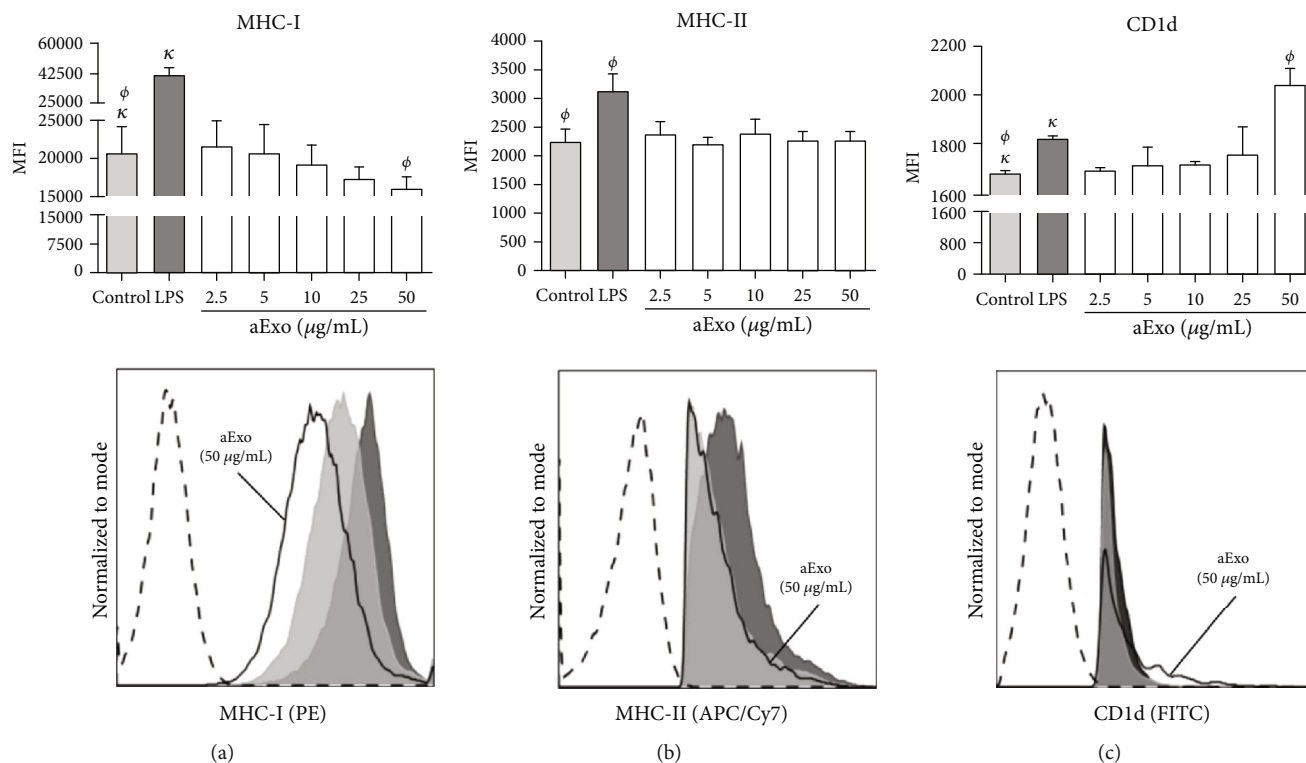 MHC-I
60000
42500
25000
25000
20000
15000
15000
7500
0
MFI
ϕ
κ
κ
ϕ
Control LPS 2.5 5 10 25 50
aExo (μg/mL)
MHC-II
4000
3500
3000
2500
2000
1500
1000
500
0
MFI
ϕ
ϕ
Control LPS 2.5 5 10 25 50
aExo (μg/mL)
CD1d
2200
2000
1800
1600
1600
800
0
MFI
ϕ
κ
κ
ϕ
Control LPS 2.5 5 10 25 50
aExo (μg/mL)
Normalized to mode
aExo
(50 μg/mL)
MHC-I (PE)
(a)
Normalized to mode
aExo
(50 μg/mL)
MHC-II (APC/Cy7)
(b)
Normalized to mode
aExo
(50 μg/mL)
CD1d (FITC)
(c)